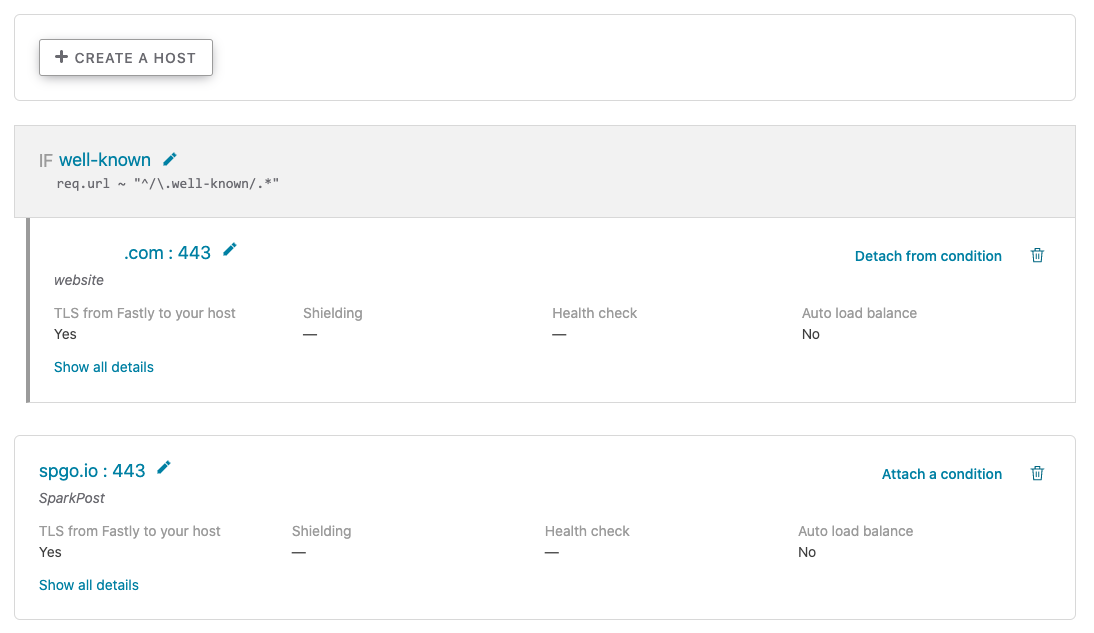 + CREATE A HOST
IF well-known
req.url ~ "^/\.well-known/.*"
.com : 443
Detach from condition
website
TLS from Fastly to your host Shielding Health check Auto load balance
Yes — — No
Show all details
spgo.io : 443
Attach a condition
SparkPost
TLS from Fastly to your host Shielding Health check Auto load balance
Yes — — No
Show all details